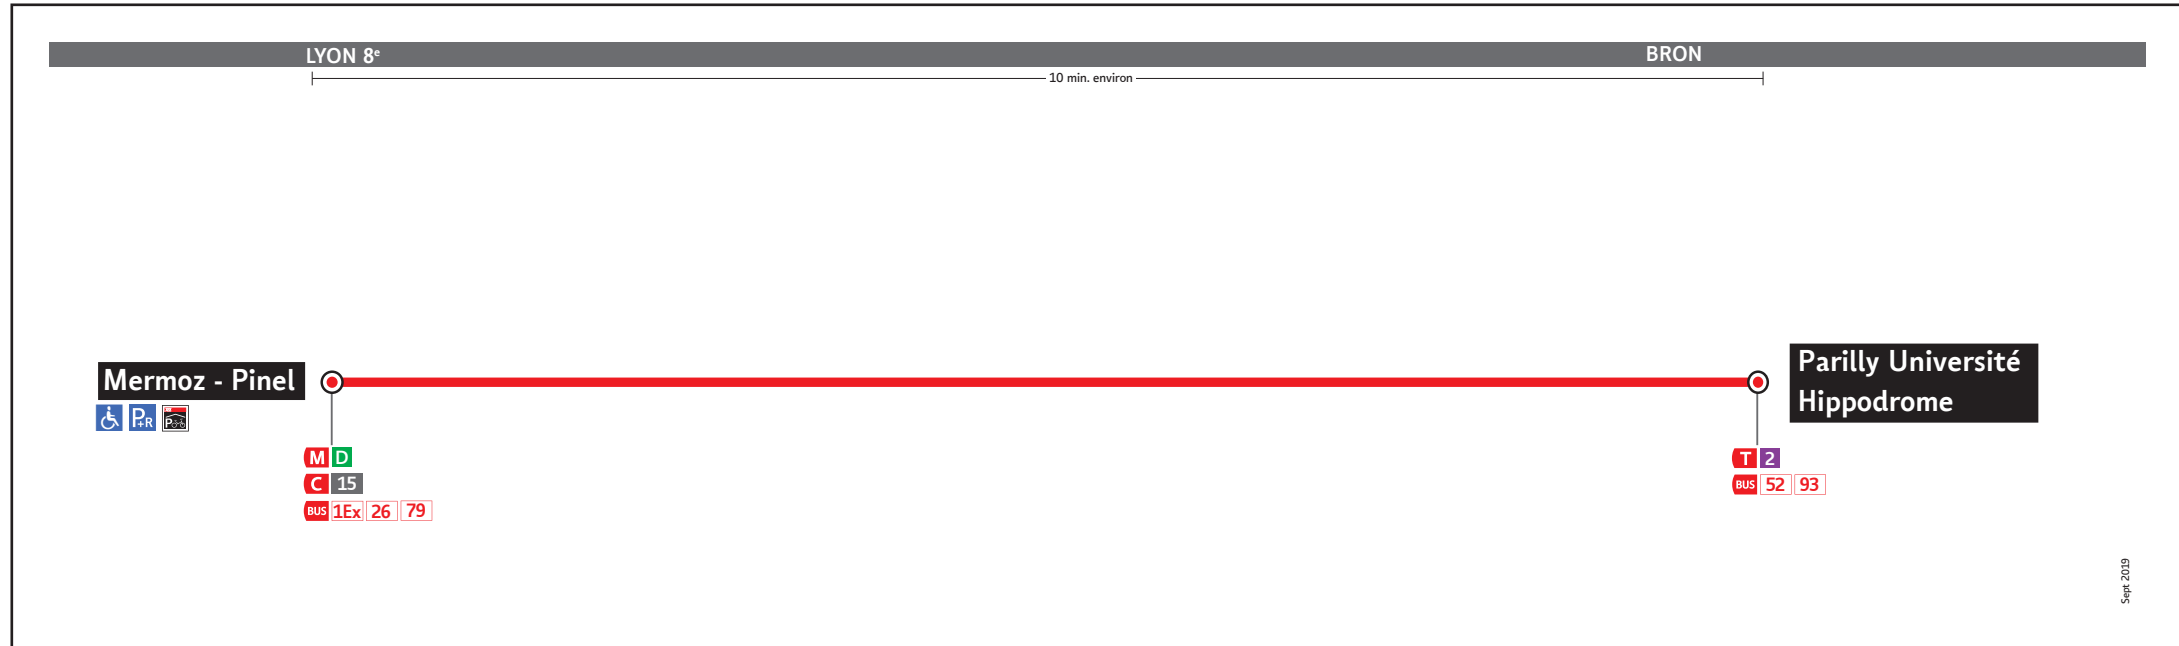 LYON 8e
BRON
10 min. environ
Mermoz - Pinel
Parilly Université
Hippodrome
P+R
P
M D
C 15
BUS 1Ex 26 79
T 2
BUS 52 93
Sept 2019